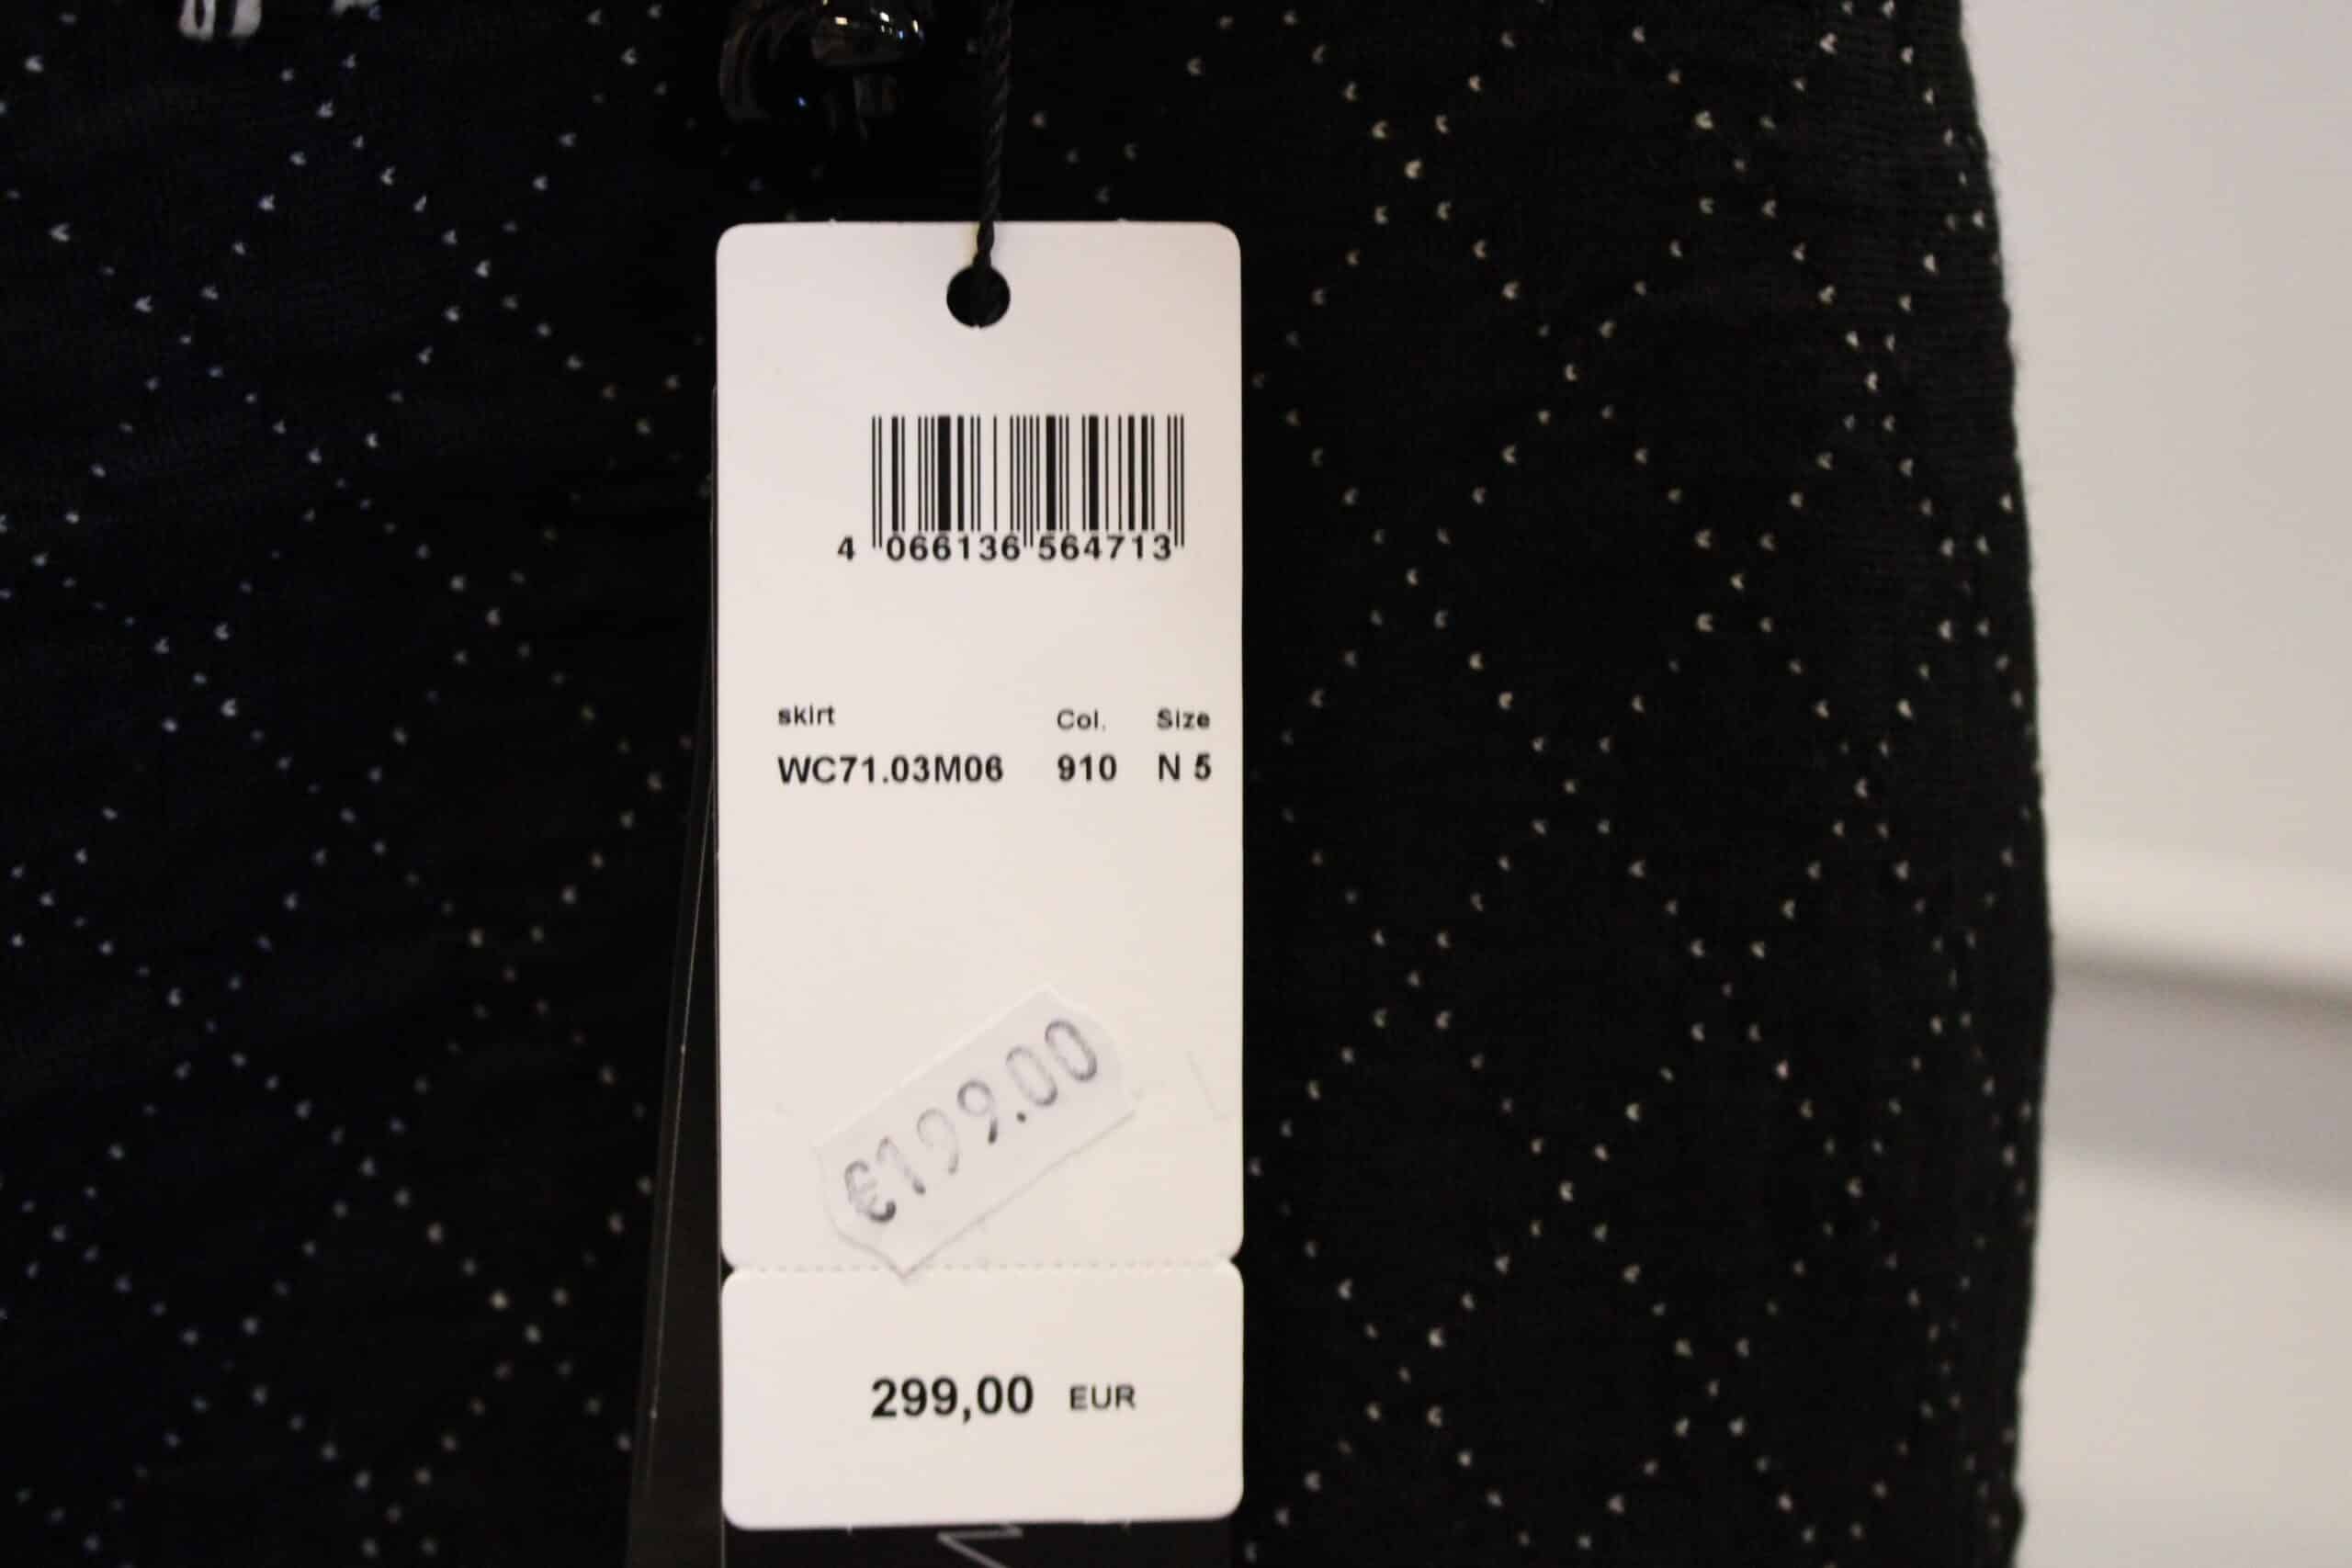 4 066136 564713
skirt Col. Size
WC71.03M06 910 N 5
€199.00
299,00 EUR